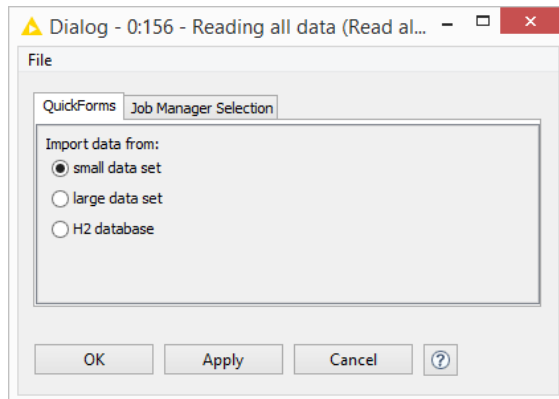 Dialog - 0:156 - Reading all data (Read al...
File
QuickForms Job Manager Selection
Import data from:
small data set
large data set
H2 database
OK Apply Cancel ?